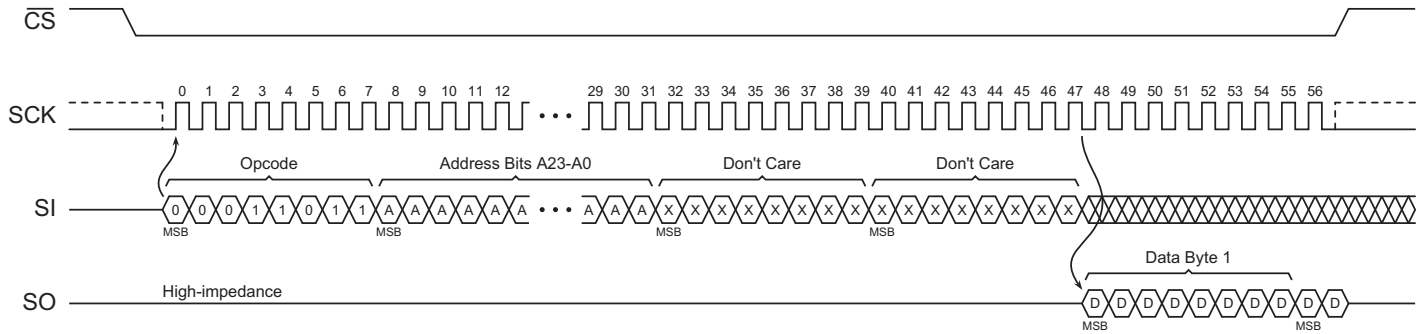 CS
0 1 2 3 4 5 6 7 8 9 10 11 12 29 30 31 32 33 34 35 36 37 38 39 40 41 42 43 44 45 46 47 48 49 50 51 52 53 54 55 56
SCK
Opcode Address Bits A23-A0 Don't Care Don't Care
SI 0 0 0 1 1 0 1 1 A A A A A A A A A X X X X X X X X X X X X X X X X
MSB MSB MSB MSB
Data Byte 1
SO High-impedance D D D D D D D D D D
MSB MSB